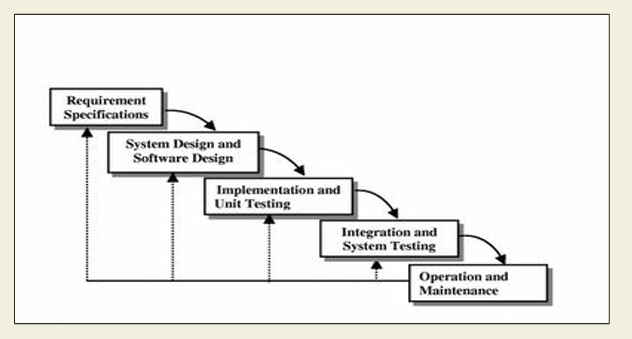 Requirement
Specifications
System Design and
Software Design
Implementation and
Unit Testing
Integration and
System Testing
Operation and
Maintenance